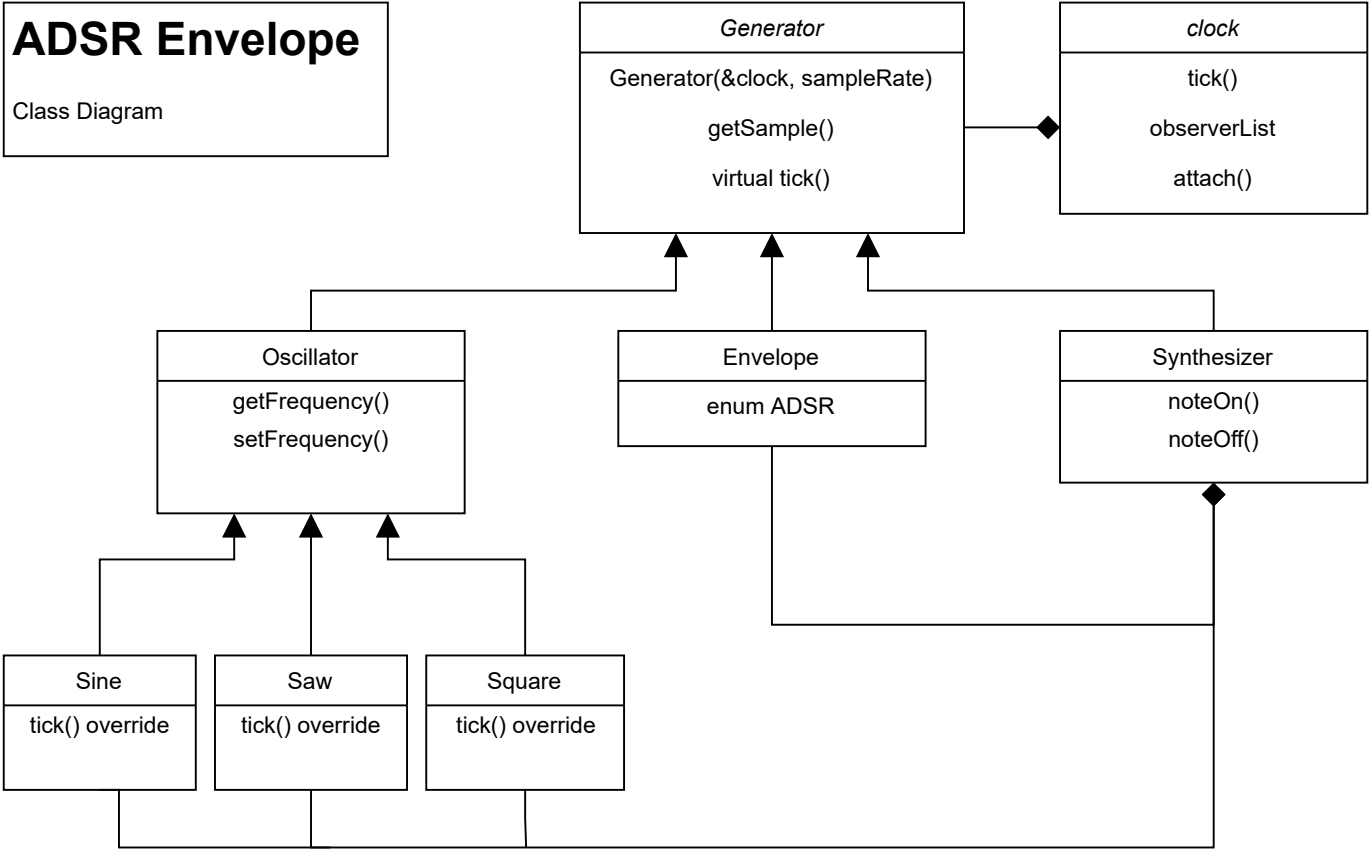 ADSR Envelope
Class Diagram
Generator
Generator(&clock, sampleRate)
getSample()
virtual tick()
clock
tick()
observerList
attach()
Oscillator
getFrequency()
setFrequency()
Envelope
enum ADSR
Synthesizer
noteOn()
noteOff()
Sine
tick() override
Saw
tick() override
Square
tick() override